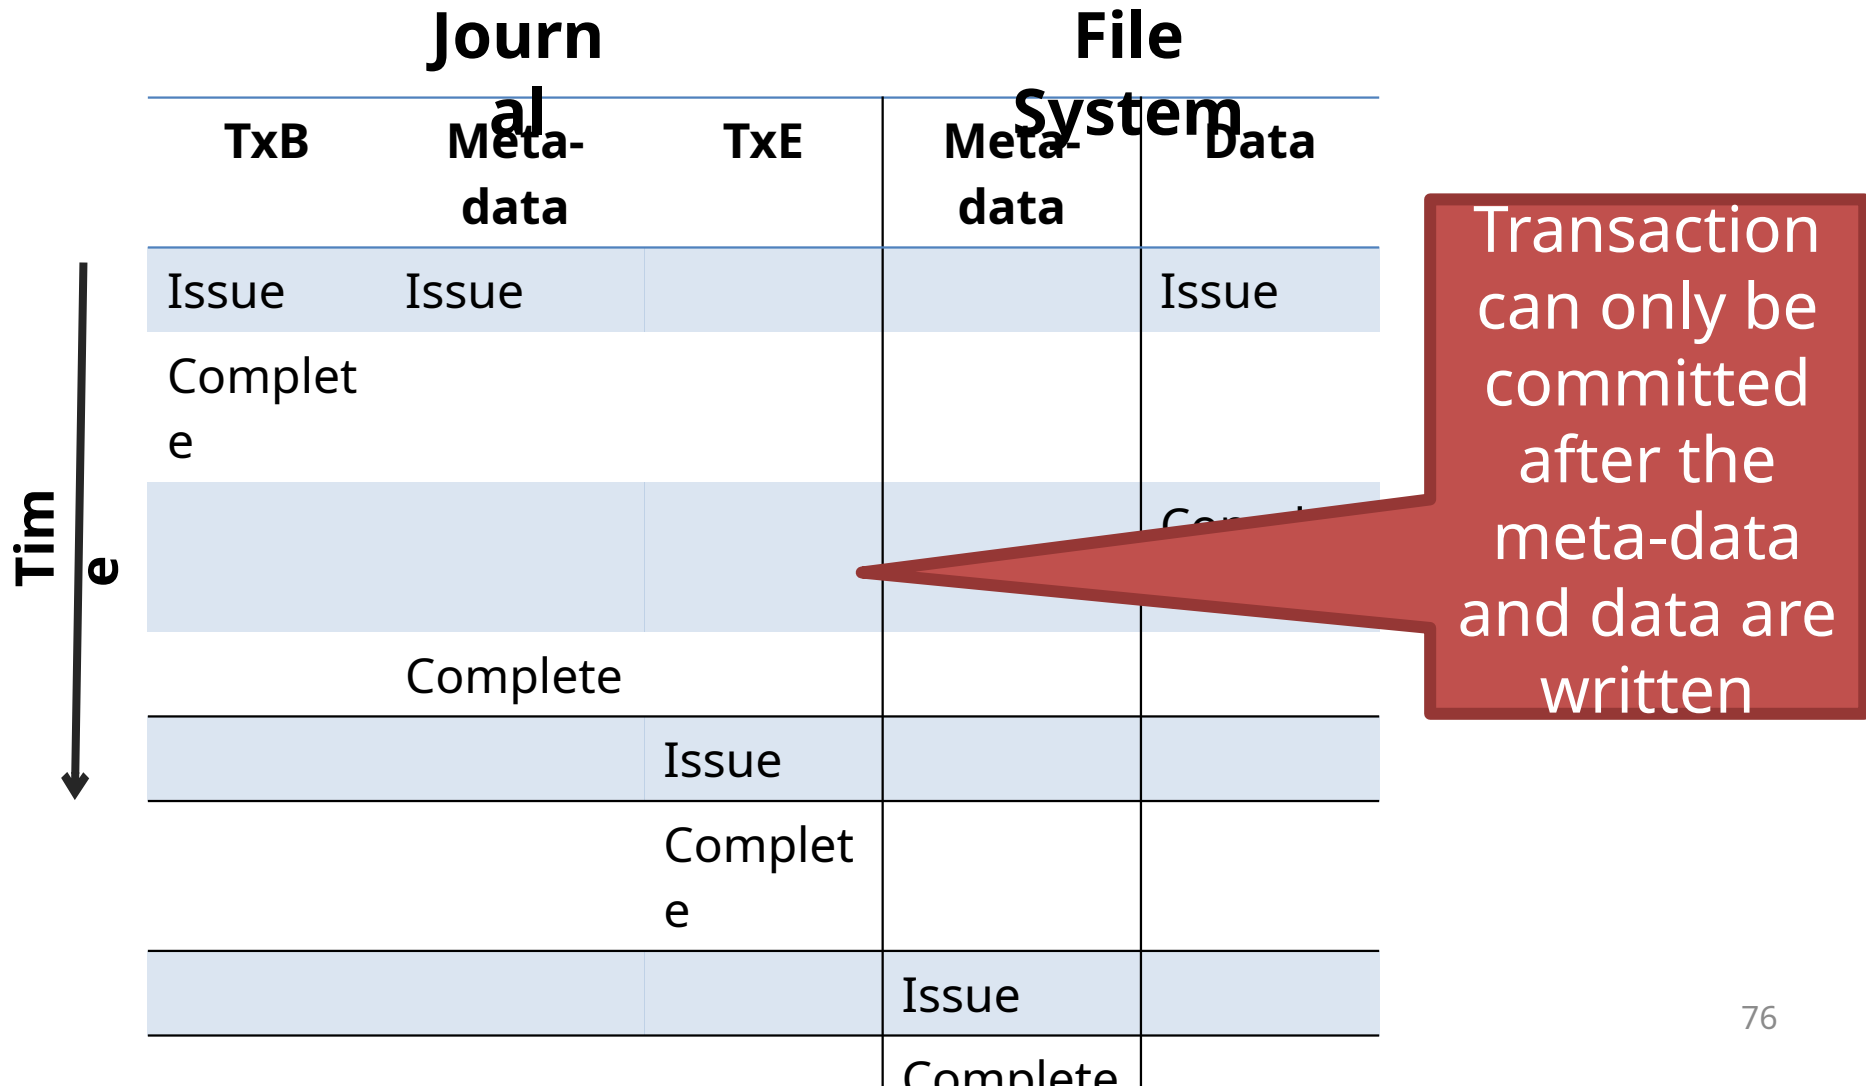 Journ
al
File
System
TxB
Meta-
data
TxE
Meta-
data
Data
Issue Issue Issue
Complet
e
Complete
Issue
Complet
e
Issue
Complete
Tim
e
Transaction
can only be
committed
after the
meta-data
and data are
written
76